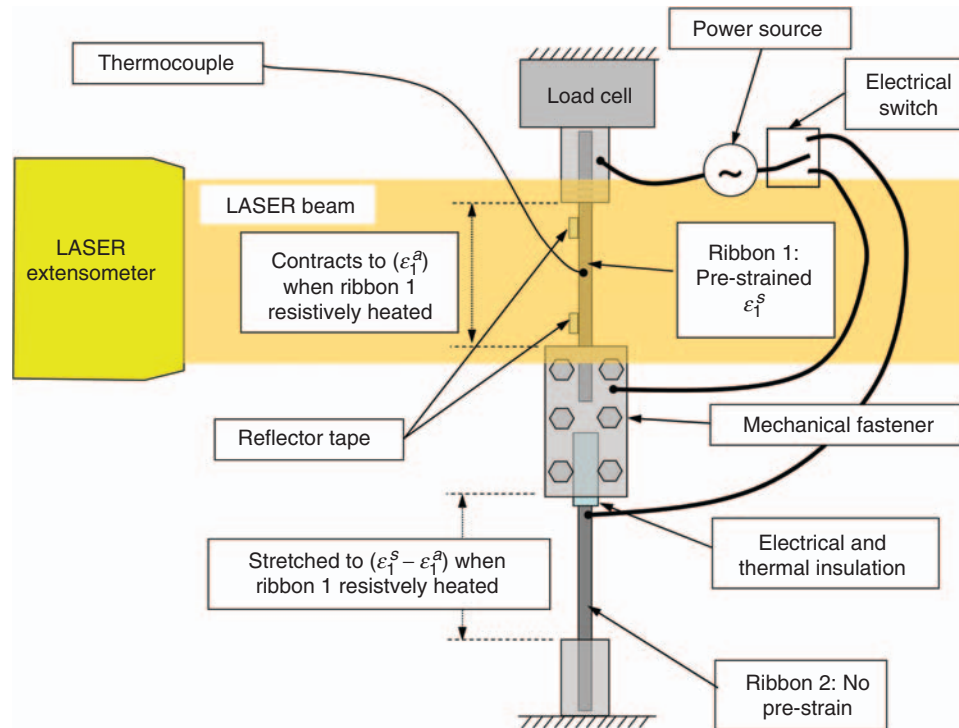 Power source
Thermocouple
Electrical
switch
Load cell
LASER beam
LASER
extensometer
Contracts to (ε₁ᵃ)
when ribbon 1
resistively heated
Ribbon 1:
Pre-strained
ε₁ˢ
~
Reflector tape
Mechanical fastener
Stretched to (ε₁ˢ – ε₁ᵃ) when
ribbon 1 resistvely heated
Electrical and
thermal insulation
Ribbon 2: No
pre-strain